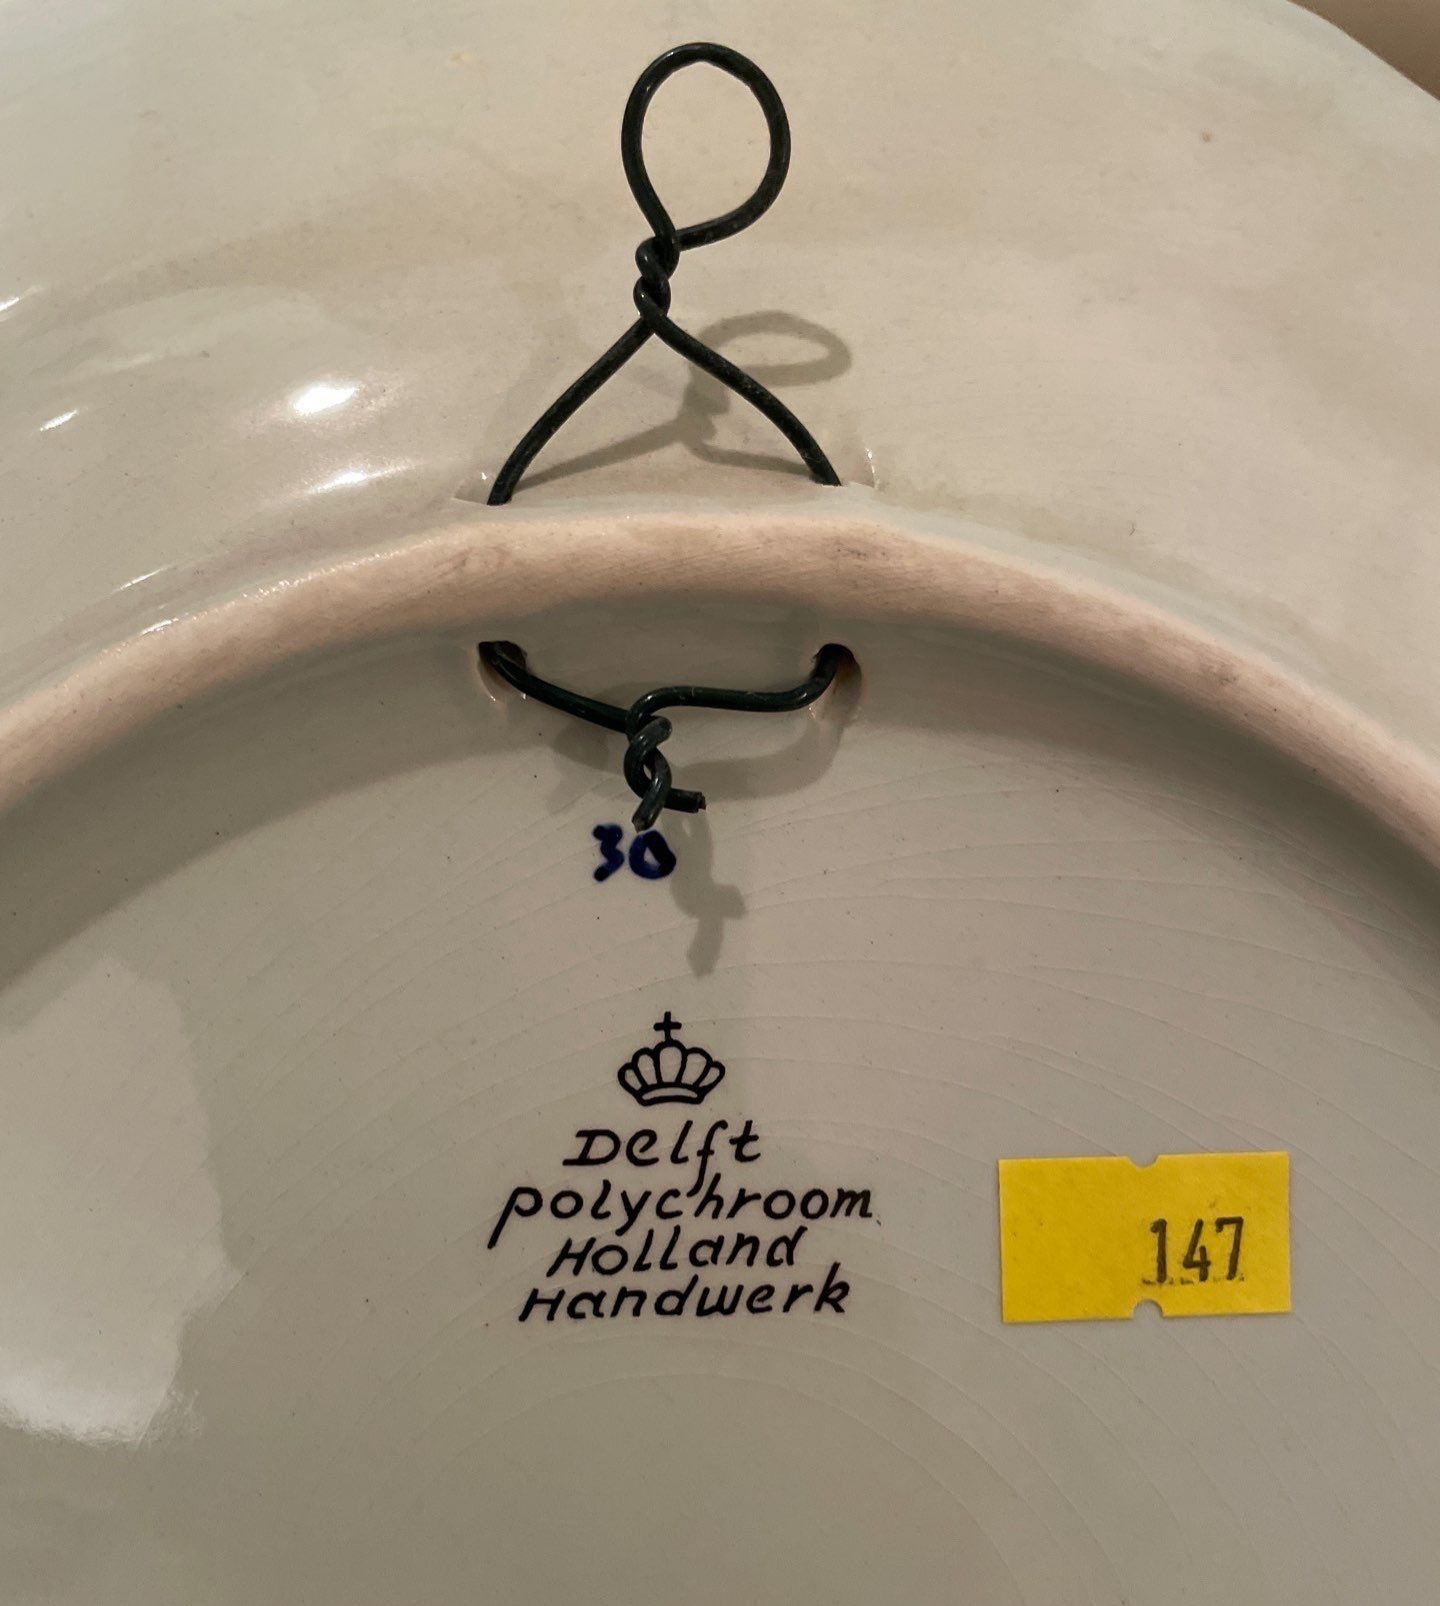 30
Delft
polychroom
Holland
Handwerk
147